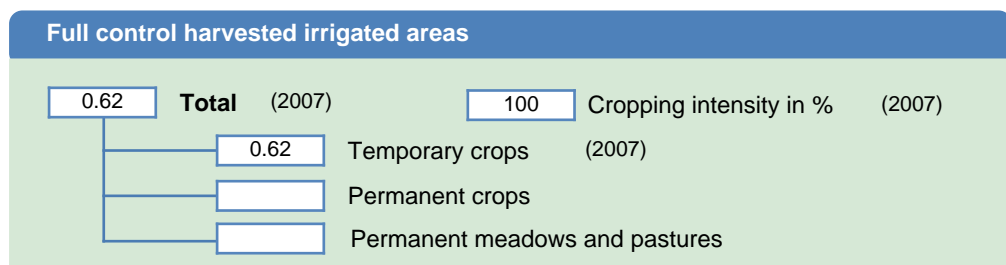 Full control harvested irrigated areas
0.62 Total (2007) 100 Cropping intensity in % (2007)
0.62 Temporary crops (2007)
Permanent crops
Permanent meadows and pastures